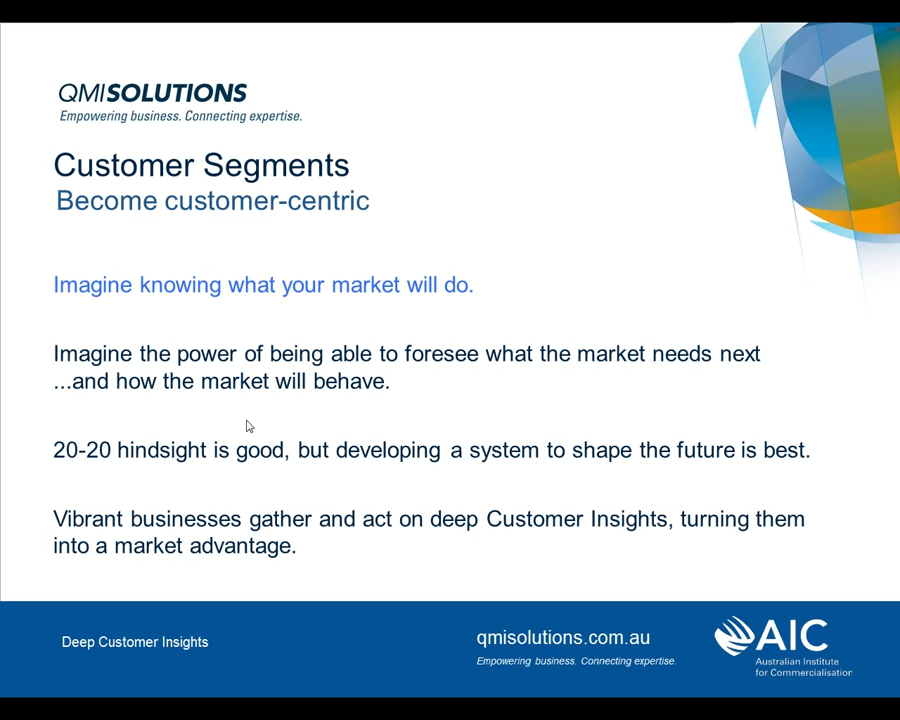 QMISOLUTIONS
Empowering business. Connecting expertise.
Customer Segments
Become customer-centric
Imagine knowing what your market will do.
Imagine the power of being able to foresee what the market needs next
...and how the market will behave.
20-20 hindsight is good, but developing a system to shape the future is best.
Vibrant businesses gather and act on deep Customer Insights, turning them
into a market advantage.
Deep Customer Insights
qmisolutions.com.au
Empowering business. Connecting expertise.
AIC
Australian Institute
for Commercialisation